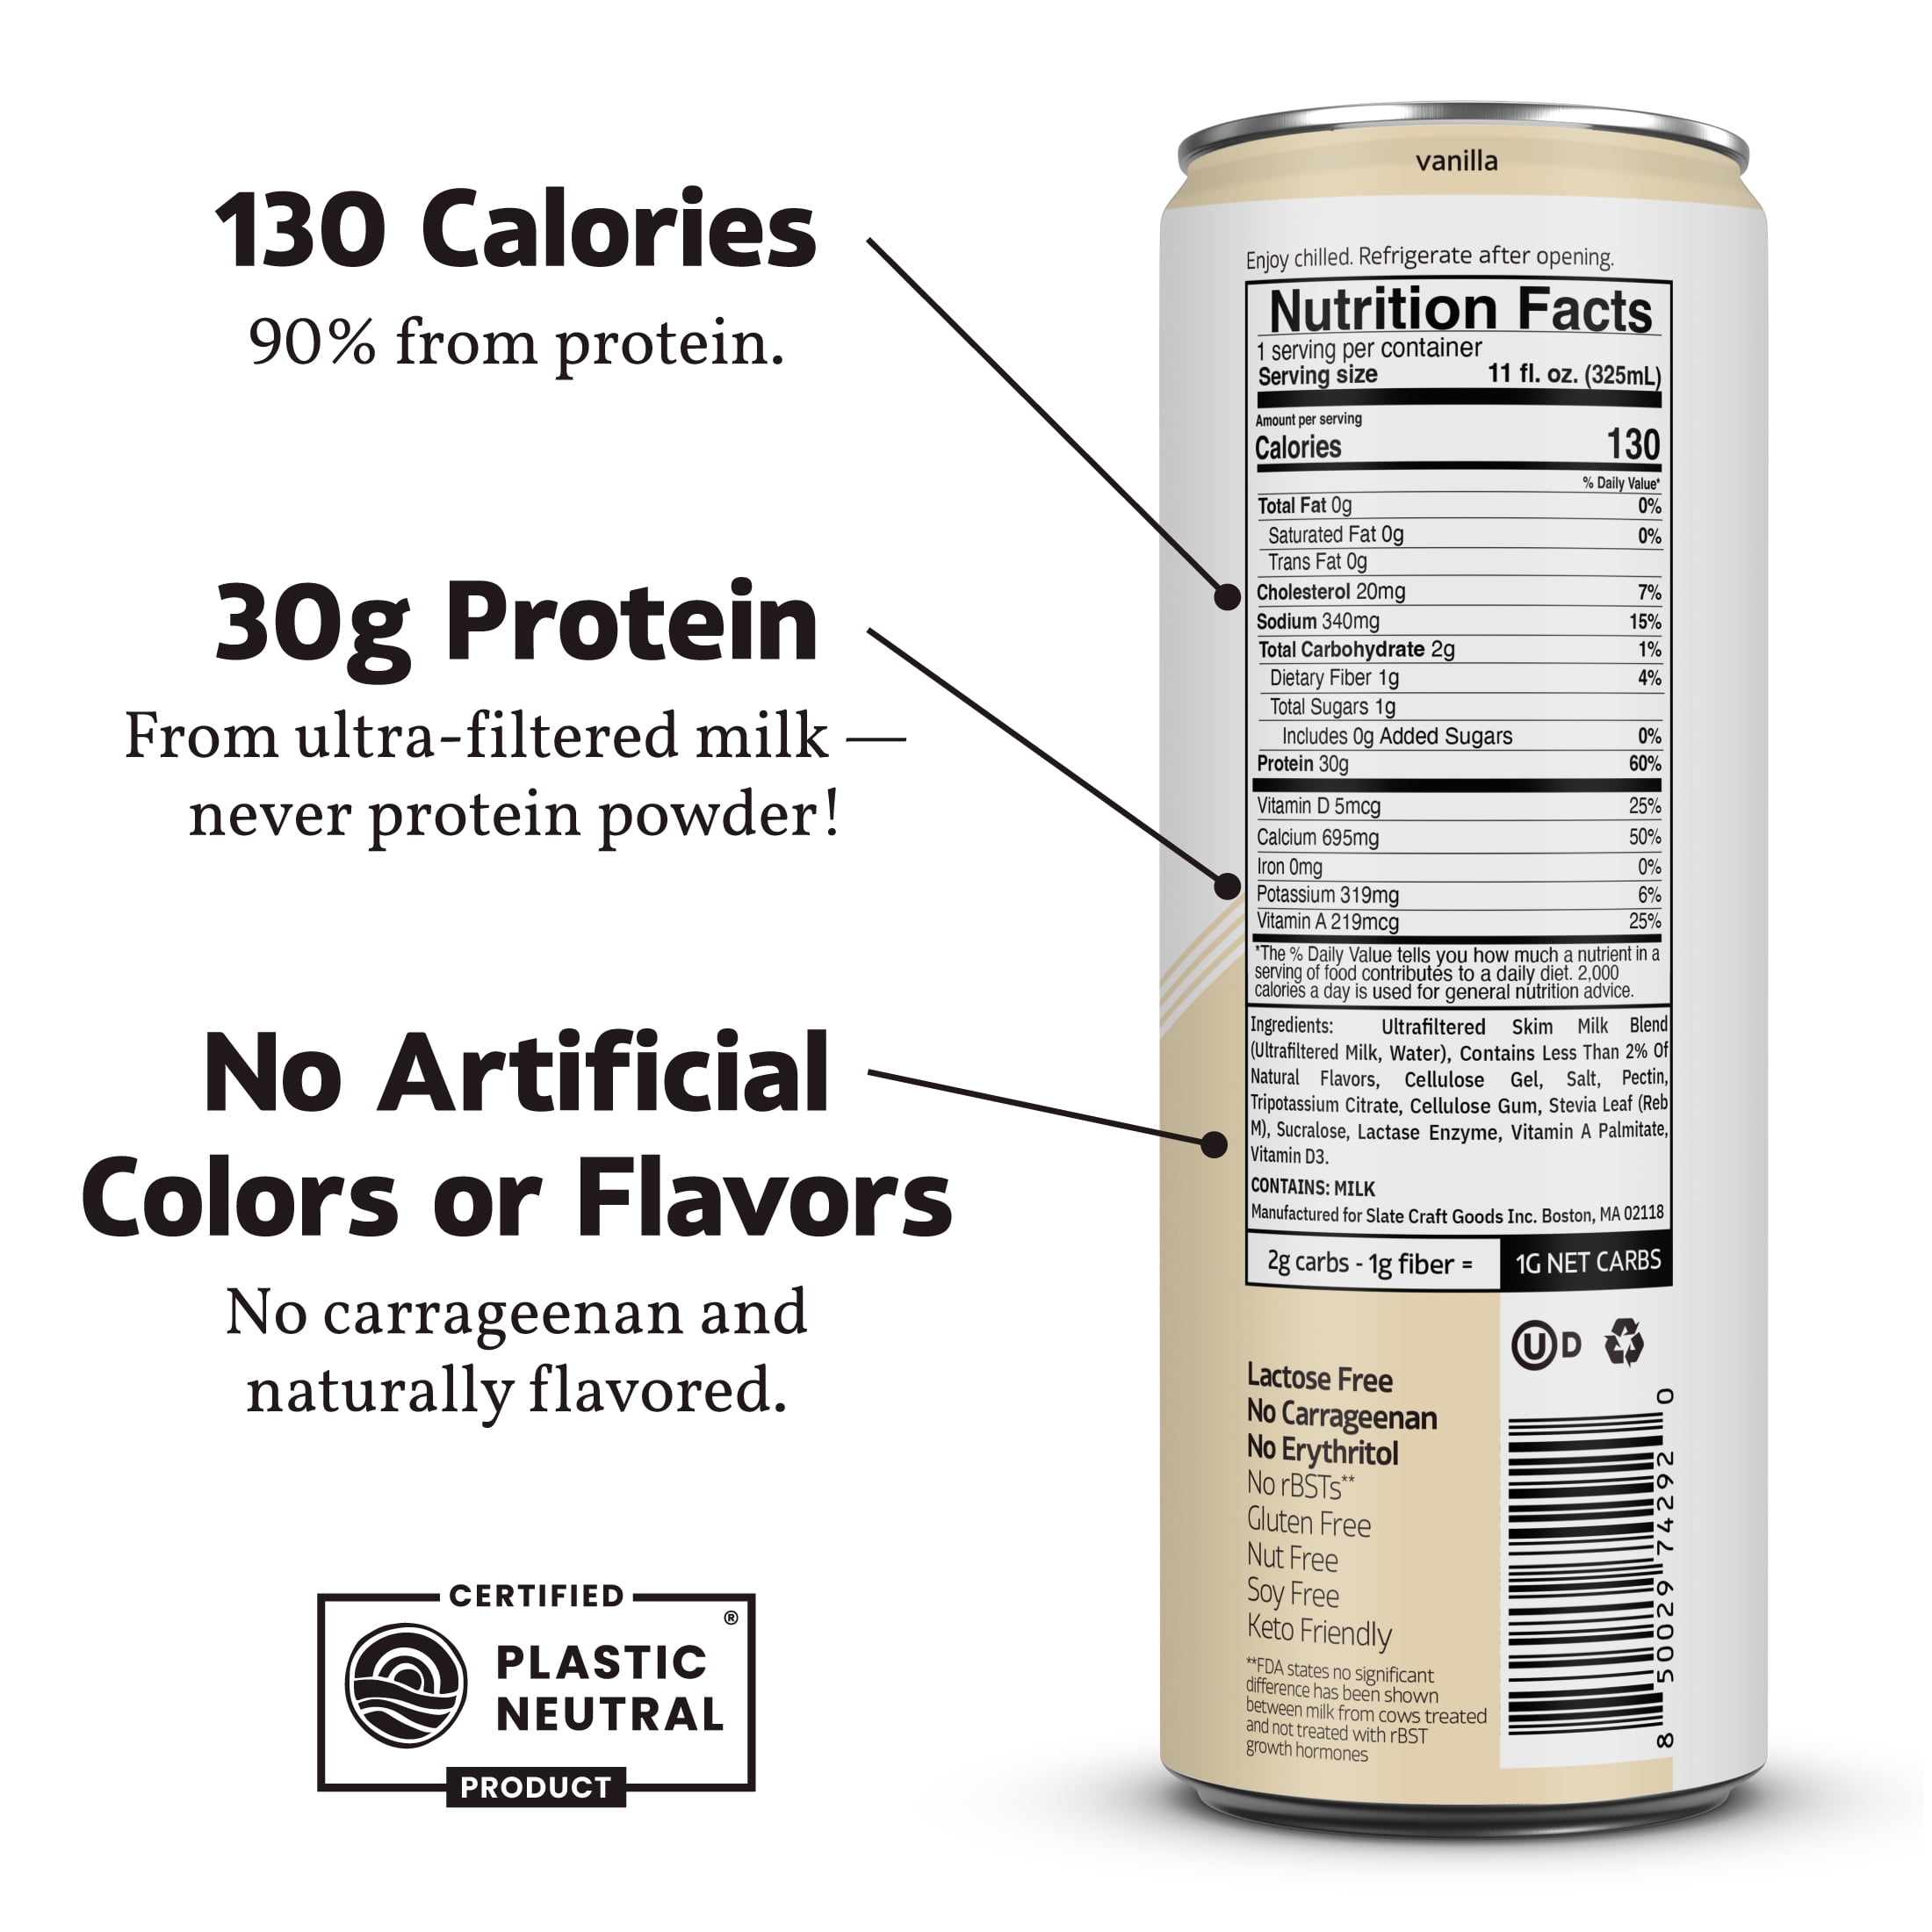 130 Calories
90% from protein.
30g Protein
From ultra-filtered milk —
never protein powder!
No Artificial
Colors or Flavors
No carrageenan and
naturally flavored.
CERTIFIED
®
PLASTIC
NEUTRAL
PRODUCT
vanilla
Enjoy chilled. Refrigerate after opening.
Nutrition Facts
1 serving per container
Serving size 11 fl. oz. (325mL)
Amount per serving
Calories 130
% Daily Value*
Total Fat 0g 0%
Saturated Fat 0g 0%
Trans Fat 0g
Cholesterol 20mg 7%
Sodium 340mg 15%
Total Carbohydrate 2g 1%
Dietary Fiber 1g 4%
Total Sugars 1g
Includes 0g Added Sugars 0%
Protein 30g 60%
Vitamin D 5mcg 25%
Calcium 695mg 50%
Iron 0mg 0%
Potassium 319mg 6%
Vitamin A 219mcg 25%
*The % Daily Value tells you how much a nutrient in a
serving of food contributes to a daily diet. 2,000
calories a day is used for general nutrition advice.
Ingredients: Ultrafiltered Skim Milk Blend
(Ultrafiltered Milk, Water), Contains Less Than 2% Of
Natural Flavors, Cellulose Gel, Salt, Pectin,
Tripotassium Citrate, Cellulose Gum, Stevia Leaf (Reb
M), Sucralose, Lactase Enzyme, Vitamin A Palmitate,
Vitamin D3.
CONTAINS: MILK
Manufactured for Slate Craft Goods Inc. Boston, MA 02118
2g carbs - 1g fiber = 1G NET CARBS
U D
Lactose Free
No Carrageenan
No Erythritol
No rBSTs**
Gluten Free
Nut Free
Soy Free
Keto Friendly
**FDA states no significant
difference has been shown
between milk from cows treated
and not treated with rBST
growth hormones
8 50029 74292 0